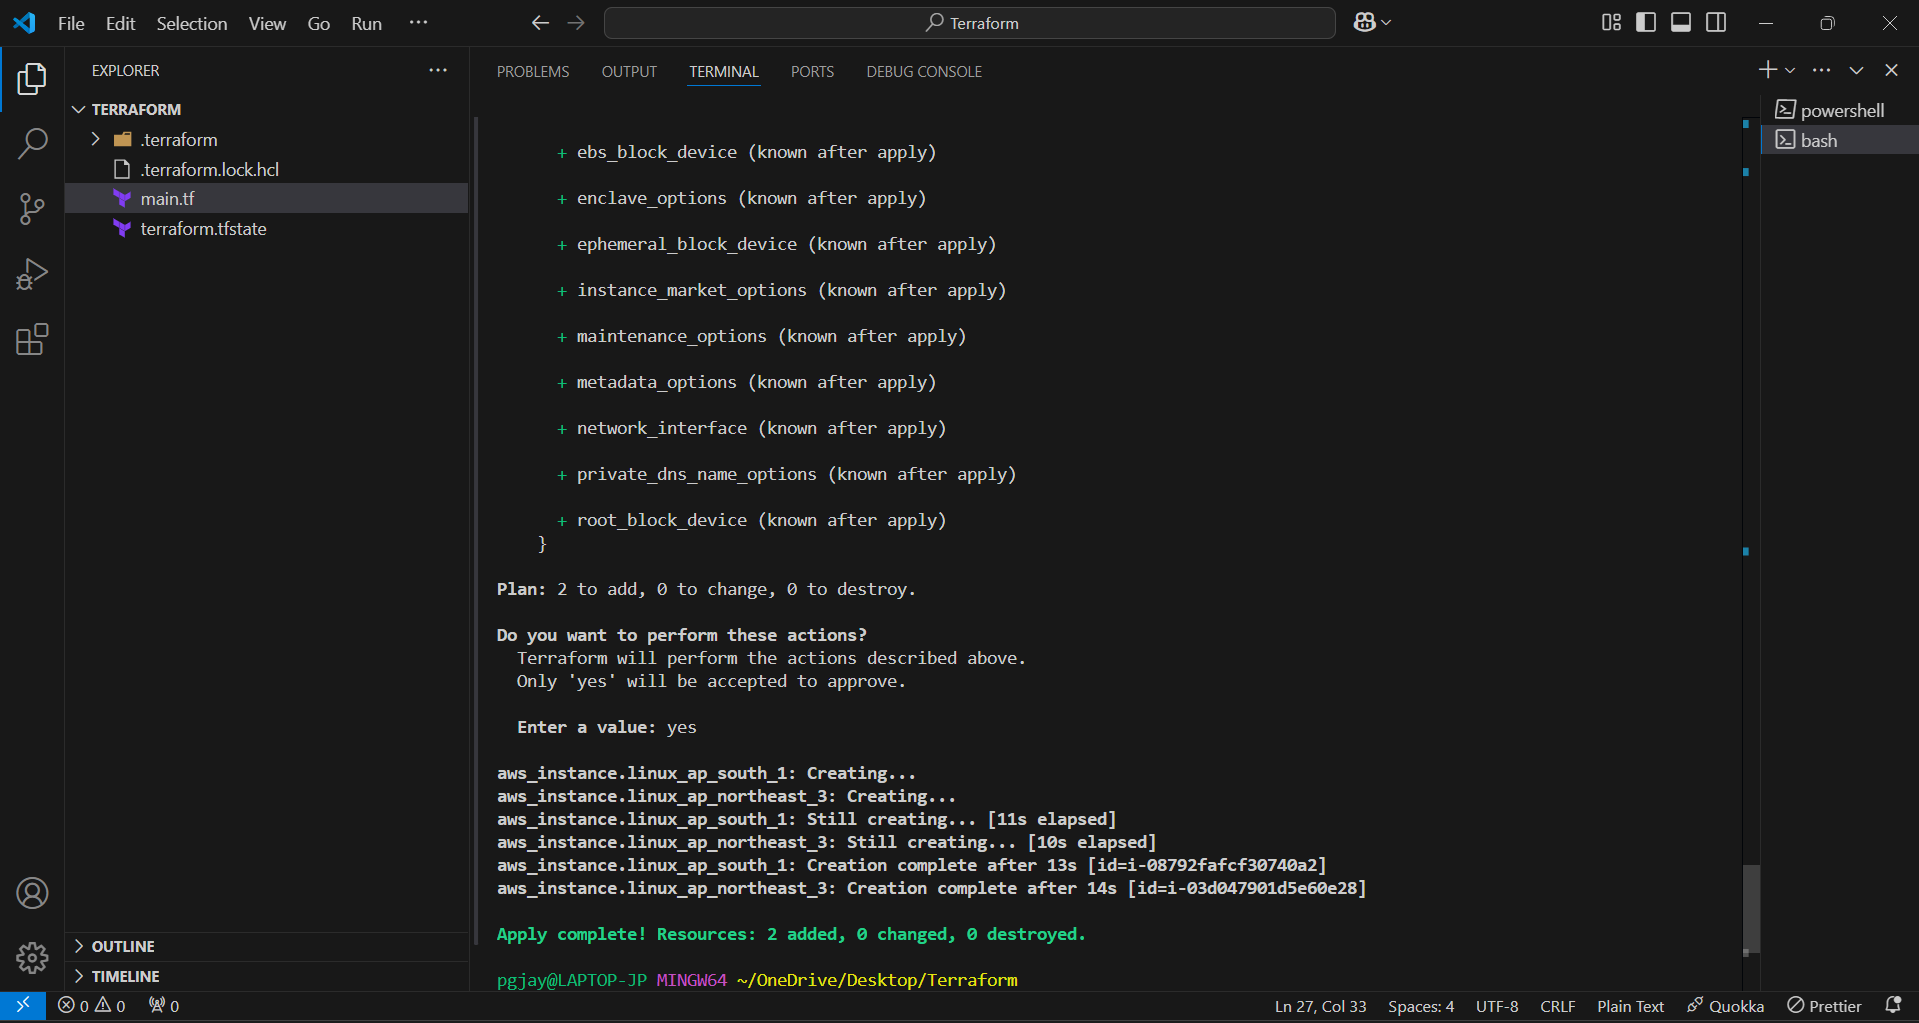 File Edit Selection View Go Run ···
Terraform
EXPLORER
TERRAFORM
.terraform
.terraform.lock.hcl
main.tf
terraform.tfstate
OUTLINE
TIMELINE
PROBLEMS OUTPUT TERMINAL PORTS DEBUG CONSOLE
powershell
bash
+ ebs_block_device (known after apply)
+ enclave_options (known after apply)
+ ephemeral_block_device (known after apply)
+ instance_market_options (known after apply)
+ maintenance_options (known after apply)
+ metadata_options (known after apply)
+ network_interface (known after apply)
+ private_dns_name_options (known after apply)
+ root_block_device (known after apply)
}
Plan: 2 to add, 0 to change, 0 to destroy.
Do you want to perform these actions?
Terraform will perform the actions described above.
Only 'yes' will be accepted to approve.
Enter a value: yes
aws_instance.linux_ap_south_1: Creating...
aws_instance.linux_ap_northeast_3: Creating...
aws_instance.linux_ap_south_1: Still creating... [11s elapsed]
aws_instance.linux_ap_northeast_3: Still creating... [10s elapsed]
aws_instance.linux_ap_south_1: Creation complete after 13s [id=i-08792fafcf30740a2]
aws_instance.linux_ap_northeast_3: Creation complete after 14s [id=i-03d047901d5e60e28]
Apply complete! Resources: 2 added, 0 changed, 0 destroyed.
pgjay@LAPTOP-JP MINGW64 ~/OneDrive/Desktop/Terraform
0 0 0
Ln 27, Col 33 Spaces: 4 UTF-8 CRLF Plain Text Quokka Prettier